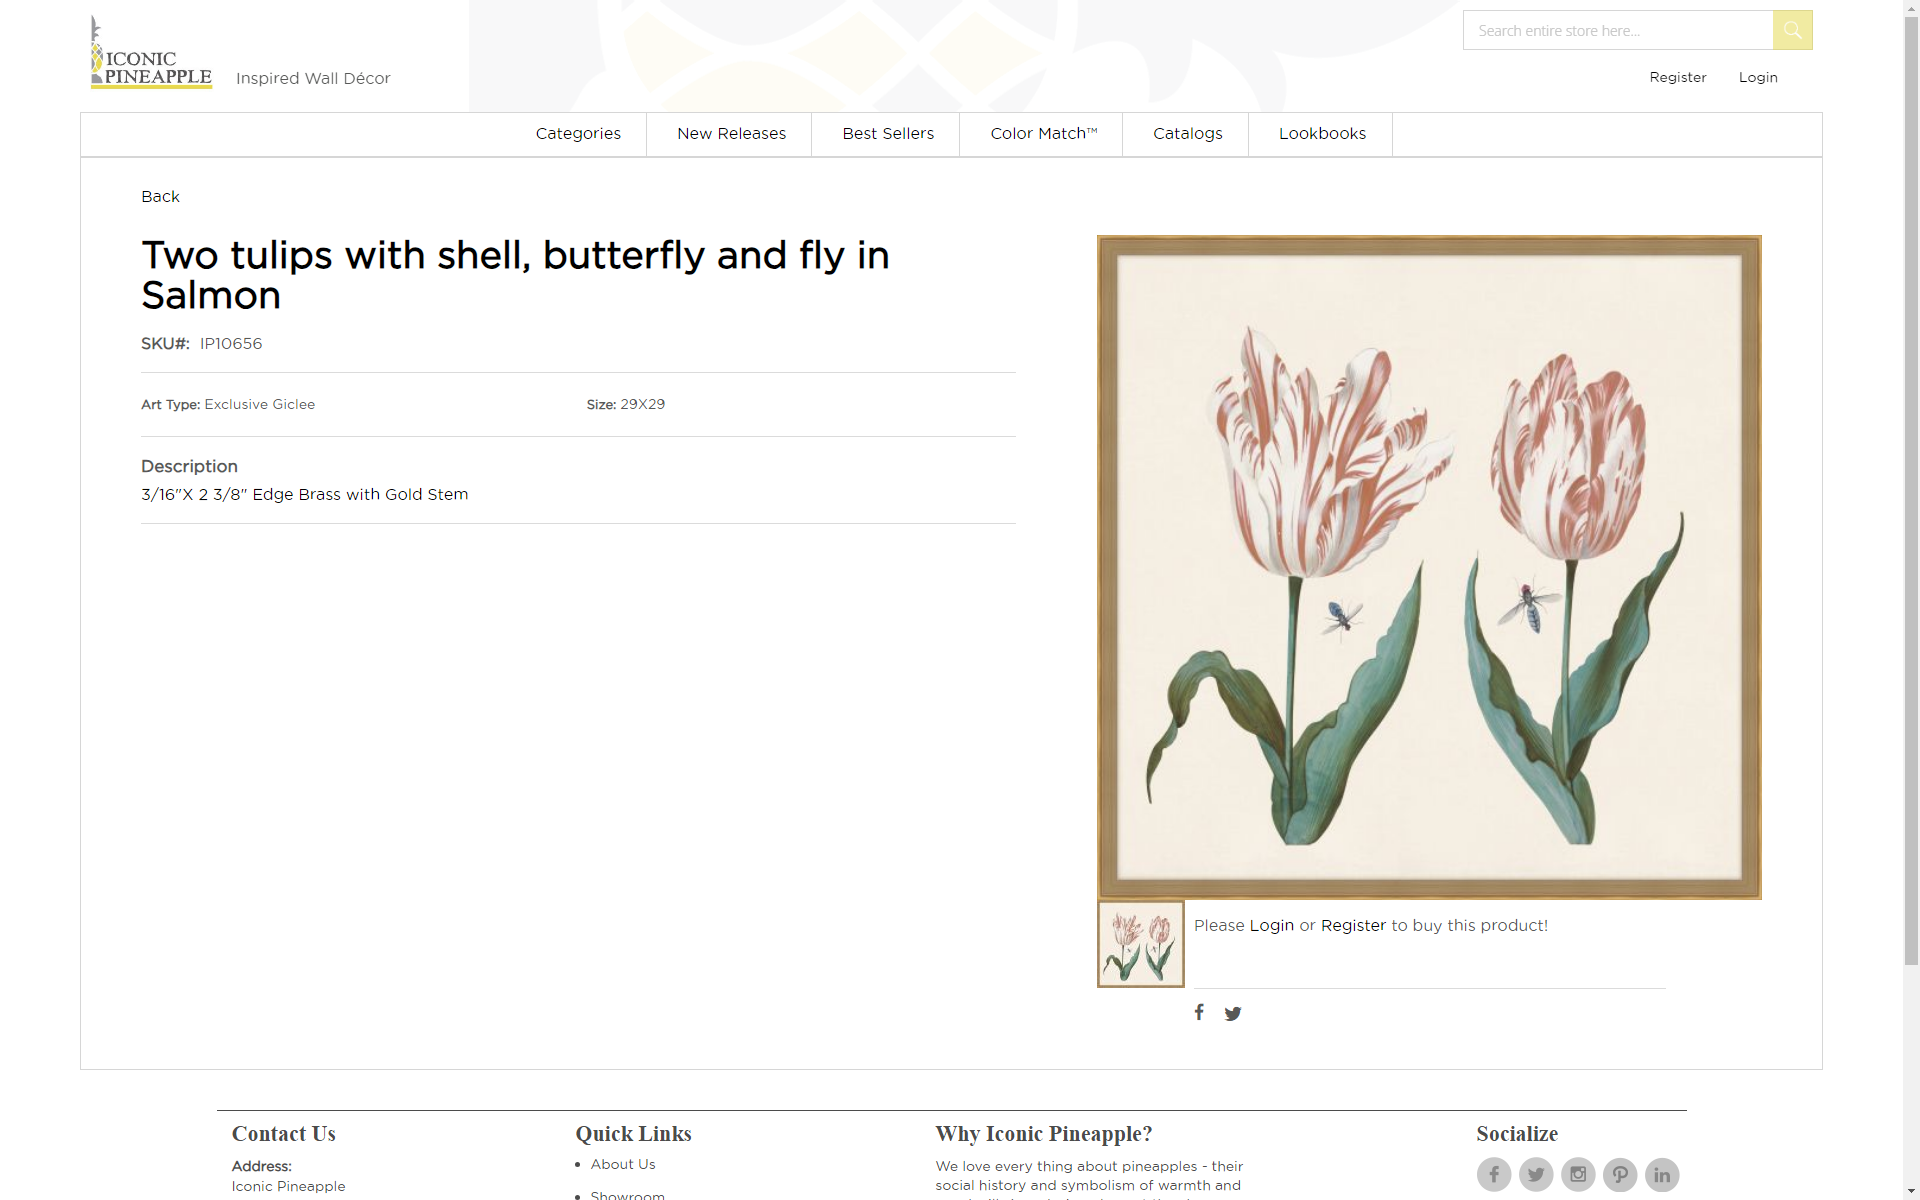 ICONIC
PINEAPPLE
Inspired Wall Décor
Search entire store here...
Register
Login
Categories
New Releases
Best Sellers
Color Match™
Catalogs
Lookbooks
Back
Two tulips with shell, butterfly and fly in
Salmon
SKU#: IP10656
Art Type: Exclusive Giclee
Size: 29X29
Description
3/16"X 2 3/8" Edge Brass with Gold Stem
Please Login or Register to buy this product!
Contact Us
Address:
Iconic Pineapple
Quick Links
About Us
Showroom
Why Iconic Pineapple?
We love every thing about pineapples - their
social history and symbolism of warmth and
Socialize